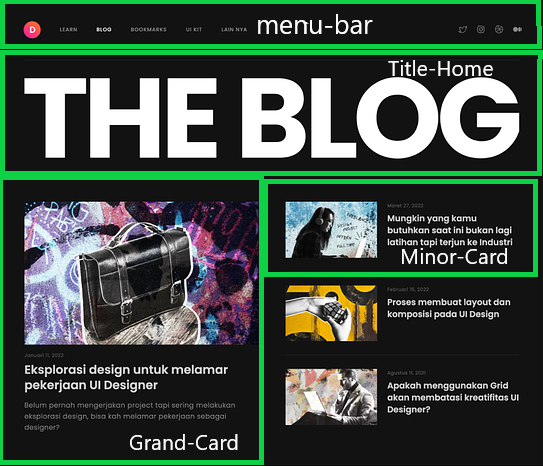 D LEARN BLOG BOOKMARKS UI KIT LAIN NYA
menu-bar
Title-Home
THE BLOG
Januari 11, 2022
Eksplorasi design untuk melamar
pekerjaan UI Designer
Belum pernah mengerjakan project tapi sering melakukan
eksplorasi design, bisa kah melamar pekerjaan sebagai
designer?
Grand-Card
Maret 27, 2022
Mungkin yang kamu
butuhkan saat ini bukan lagi
latihan tapi terjun ke Industri
Minor-Card
Februari 15, 2022
Proses membuat layout dan
komposisi pada UI Design
Agustus 11, 2021
Apakah menggunakan Grid
akan membatasi kreatifitas UI
Designer?